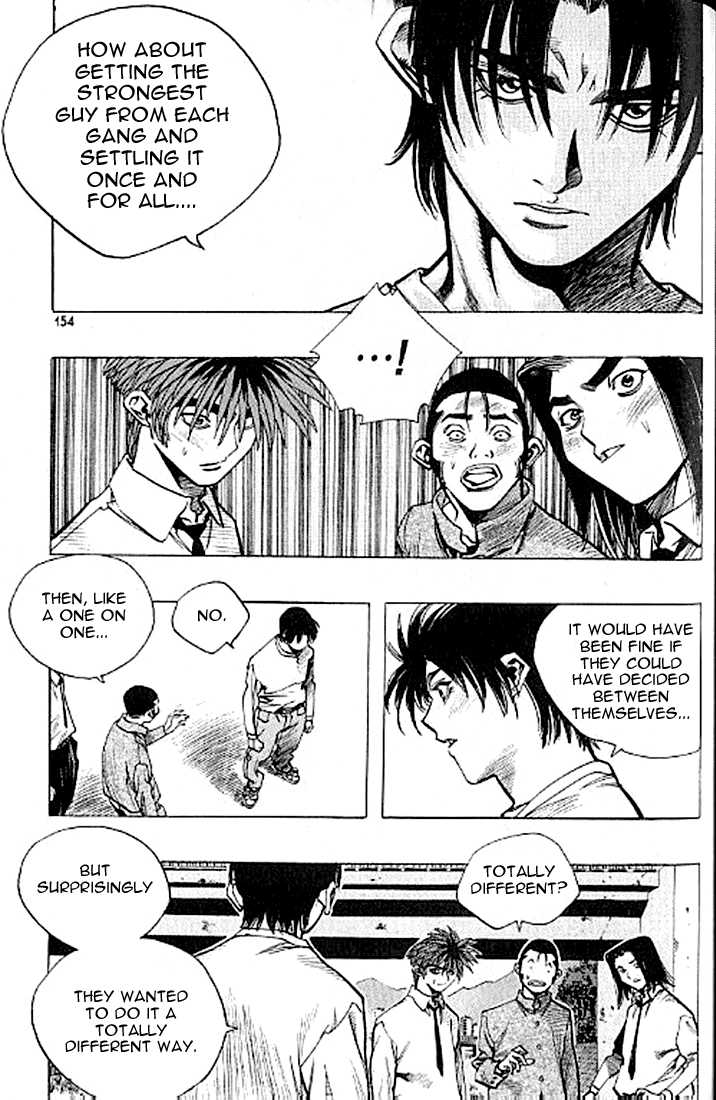 HOW ABOUT
GETTING THE
STRONGEST
GUY FROM EACH
GANG AND
SETTLING IT
ONCE AND
FOR ALL....
154
...!
THEN, LIKE
A ONE ON
ONE...
NO.
IT WOULD HAVE
BEEN FINE IF
THEY COULD
HAVE DECIDED
BETWEEN
THEMSELVES...
BUT
SURPRISINGLY
TOTALLY
DIFFERENT?
THEY WANTED
TO DO IT A
TOTALLY
DIFFERENT WAY.